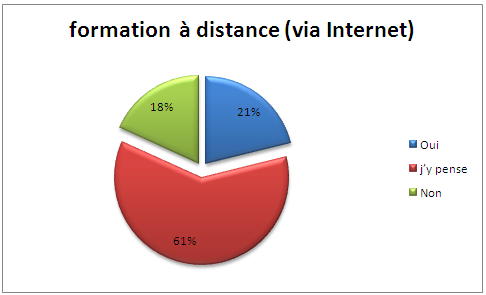 formation à distance (via Internet)
18%
21%
61%
Oui
j'y pense
Non